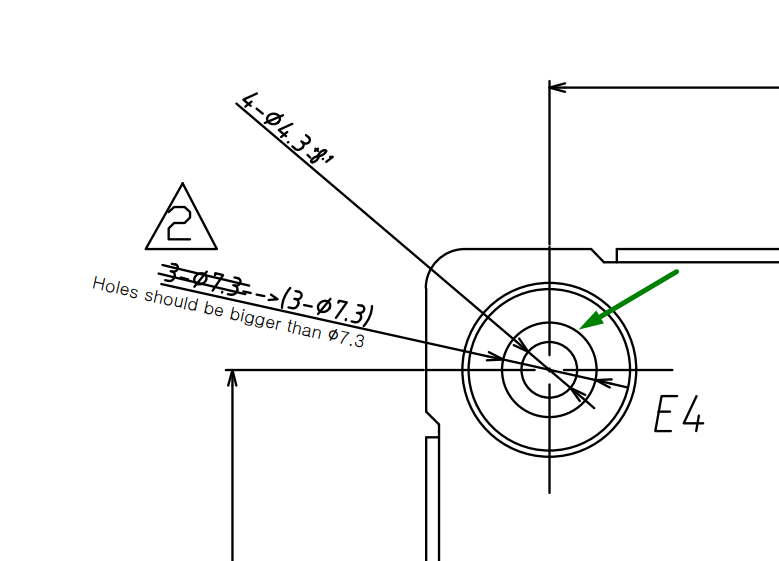 4-Ø4.3
2
3-Ø7.3--->(3-Ø7.3)
Holes should be bigger than Ø7.3
E4